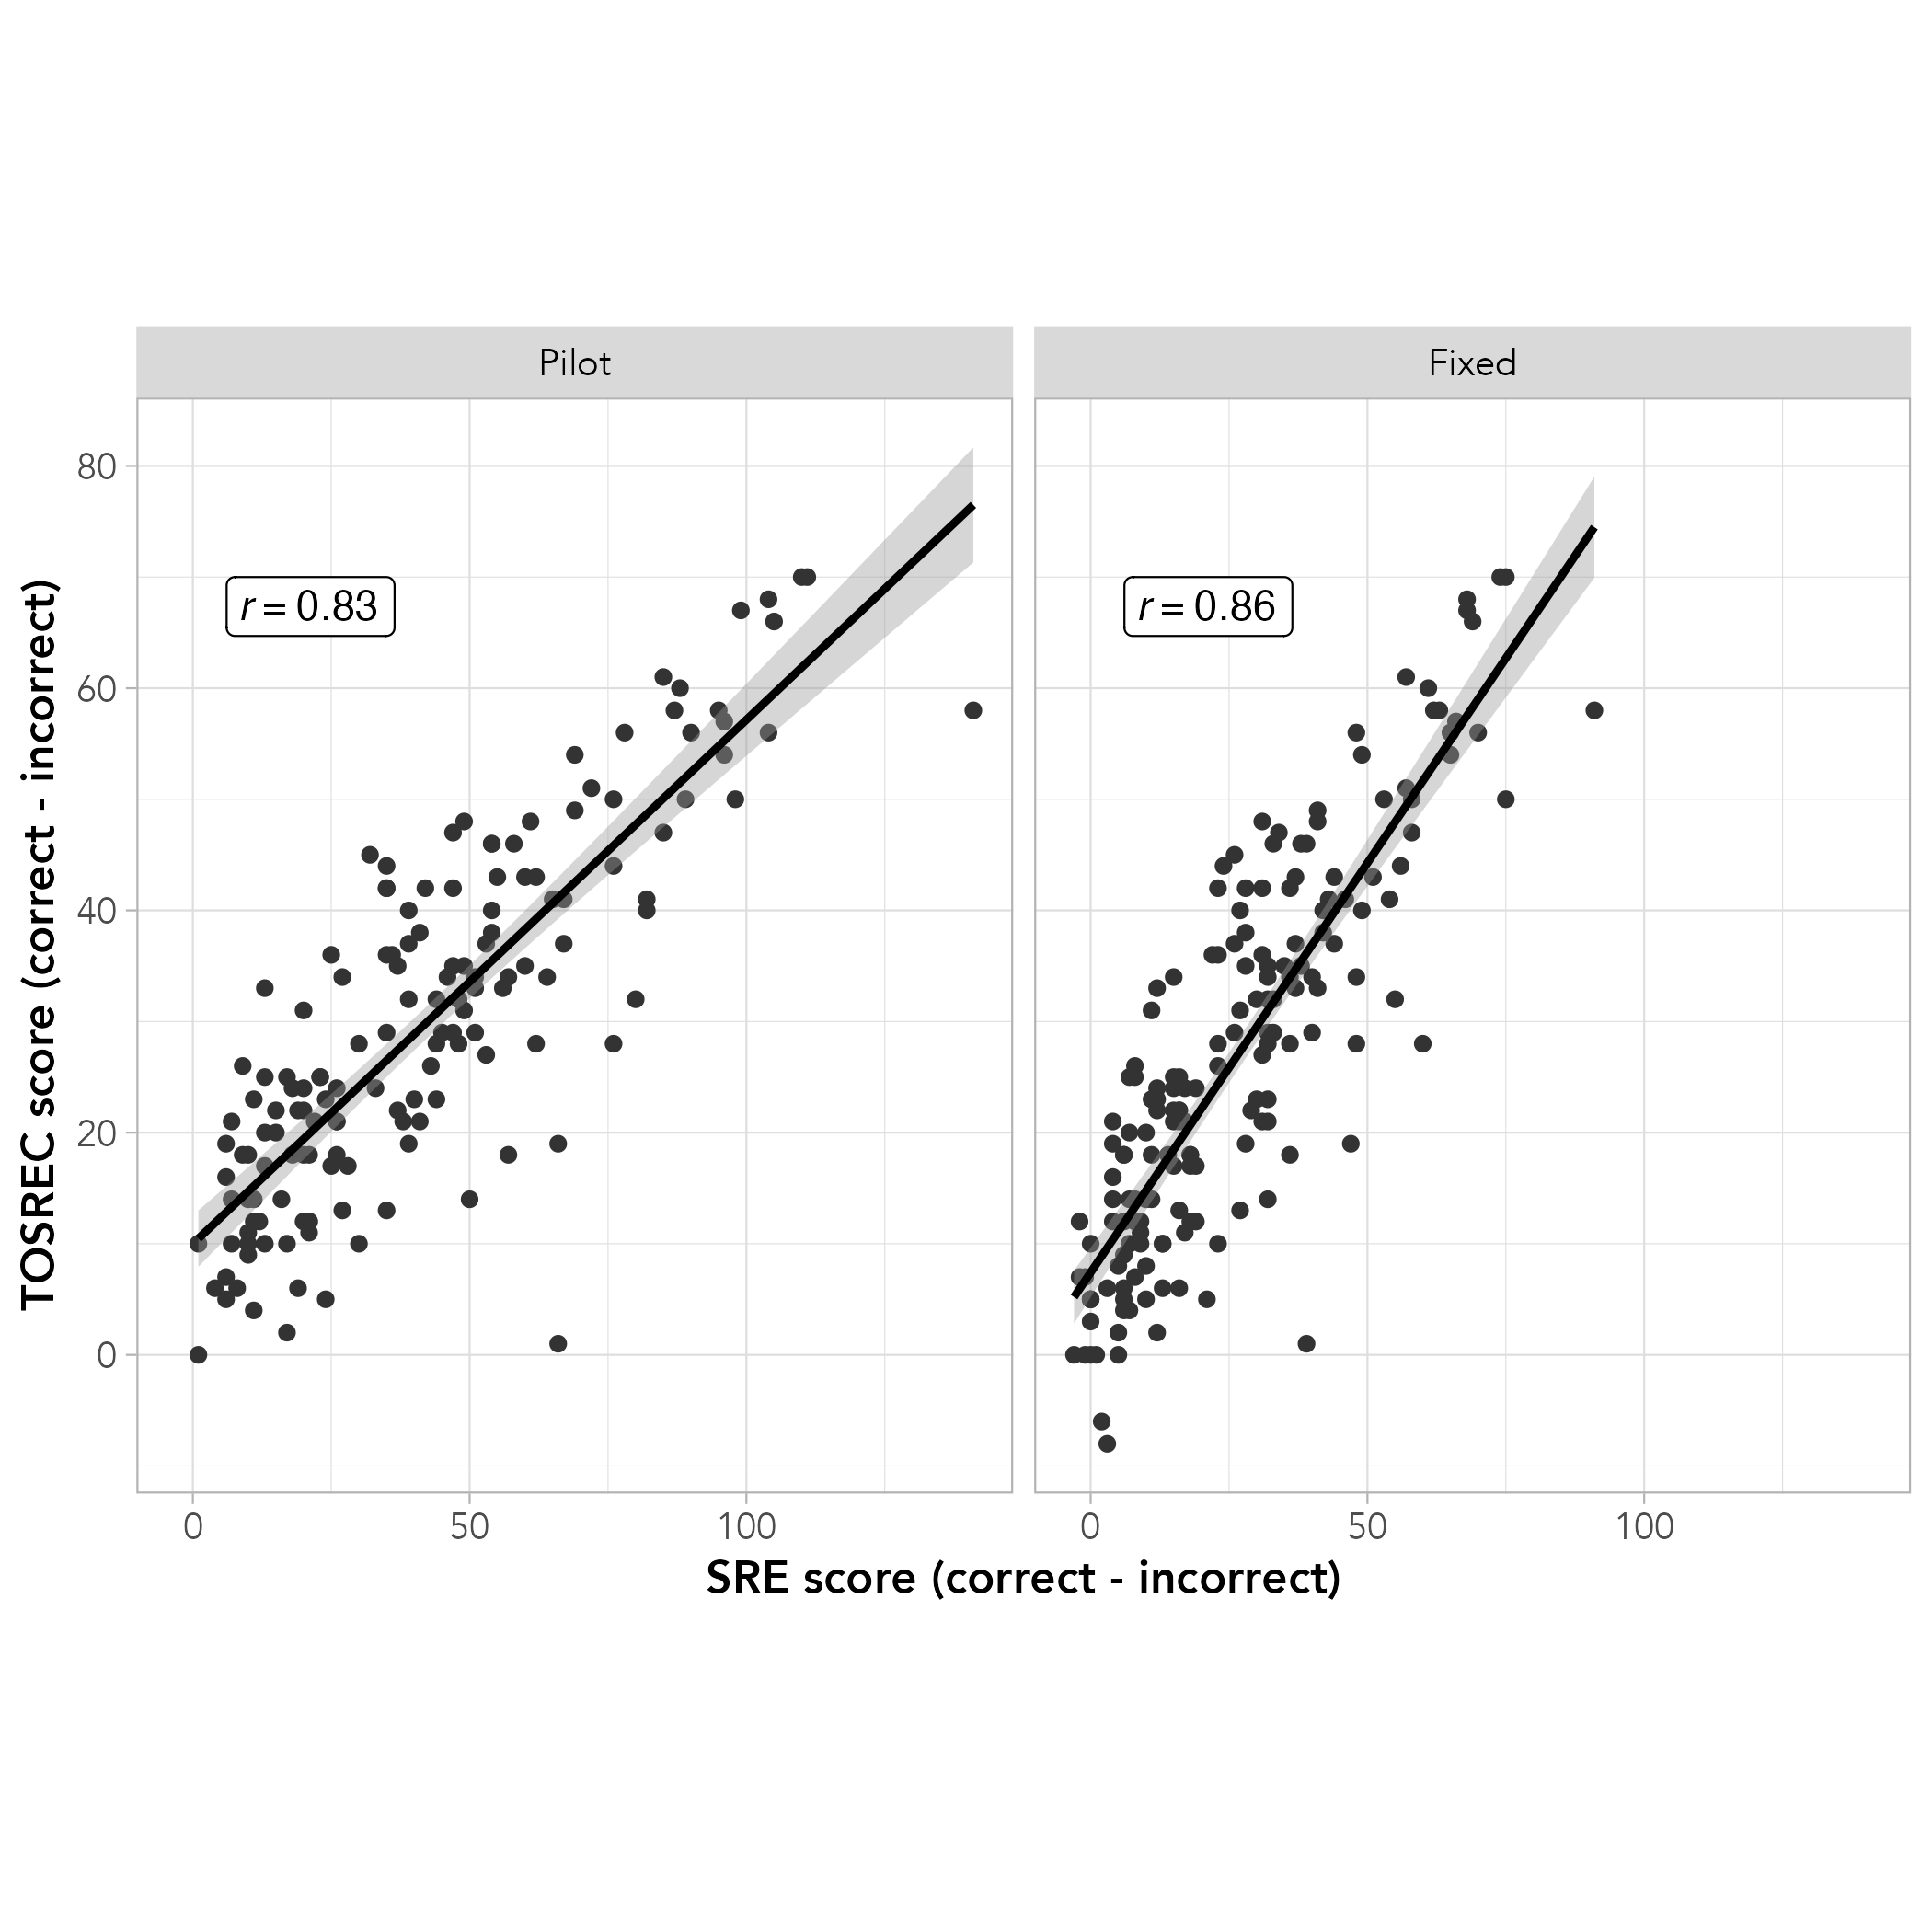 Pilot
Fixed
TOSREC score (correct - incorrect)
80
60
40
20
0
r = 0.83
r = 0.86
0
50
100
0
50
100
SRE score (correct - incorrect)